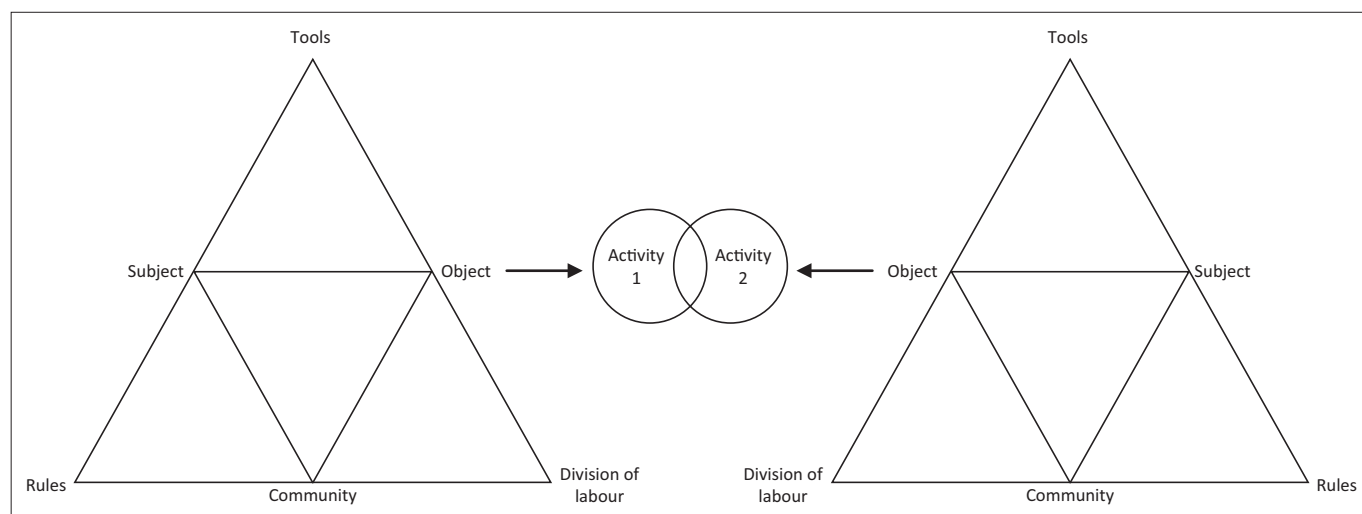 Tools
Tools
Subject
Object
Activity
1
Activity
2
Object
Subject
Rules
Community
Division of
labour
Division of
labour
Community
Rules